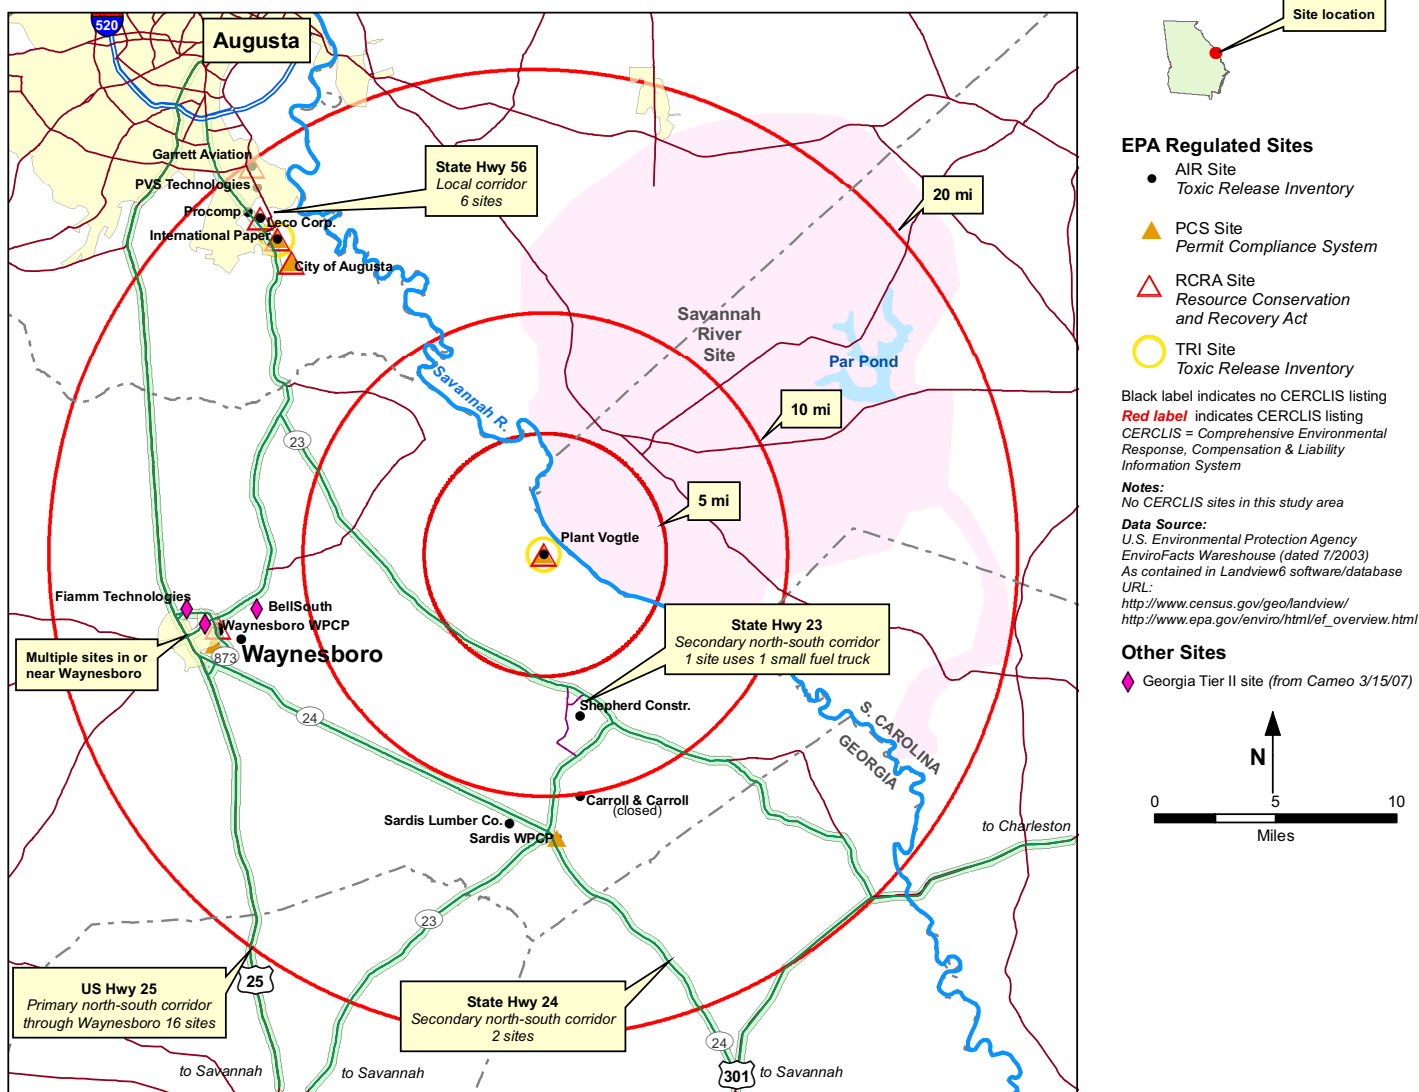 520
Augusta
Site location
Garrett Aviation
PVS Technologies
Procomp
Leco Corp.
International Paper
City of Augusta
State Hwy 56
Local corridor
6 sites
20 mi
Savannah
River
Site
Par Pond
Savannah R.
10 mi
23
5 mi
Plant Vogtle
Fiamm Technologies
BellSouth
Waynesboro WPCP
Waynesboro
873
Multiple sites in or
near Waynesboro
State Hwy 23
Secondary north-south corridor
1 site uses 1 small fuel truck
Shepherd Constr.
24
S. CAROLINA
GEORGIA
Carroll & Carroll
(closed)
Sardis Lumber Co.
Sardis WPCP
to Charleston
23
US Hwy 25
Primary north-south corridor
through Waynesboro 16 sites
25
State Hwy 24
Secondary north-south corridor
2 sites
24
301
to Savannah
to Savannah
to Savannah
EPA Regulated Sites
AIR Site
Toxic Release Inventory
PCS Site
Permit Compliance System
RCRA Site
Resource Conservation
and Recovery Act
TRI Site
Toxic Release Inventory
Black label indicates no CERCLIS listing
Red label indicates CERCLIS listing
CERCLIS = Comprehensive Environmental
Response, Compensation & Liability
Information System
Notes:
No CERCLIS sites in this study area
Data Source:
U.S. Environmental Protection Agency
EnviroFacts Warehouse (dated 7/2003)
As contained in Landview6 software/database
URL:
http://www.census.gov/geo/landview/
http://www.epa.gov/enviro/html/ef_overview.html
Other Sites
Georgia Tier II site (from Cameo 3/15/07)
N
0 5 10
Miles